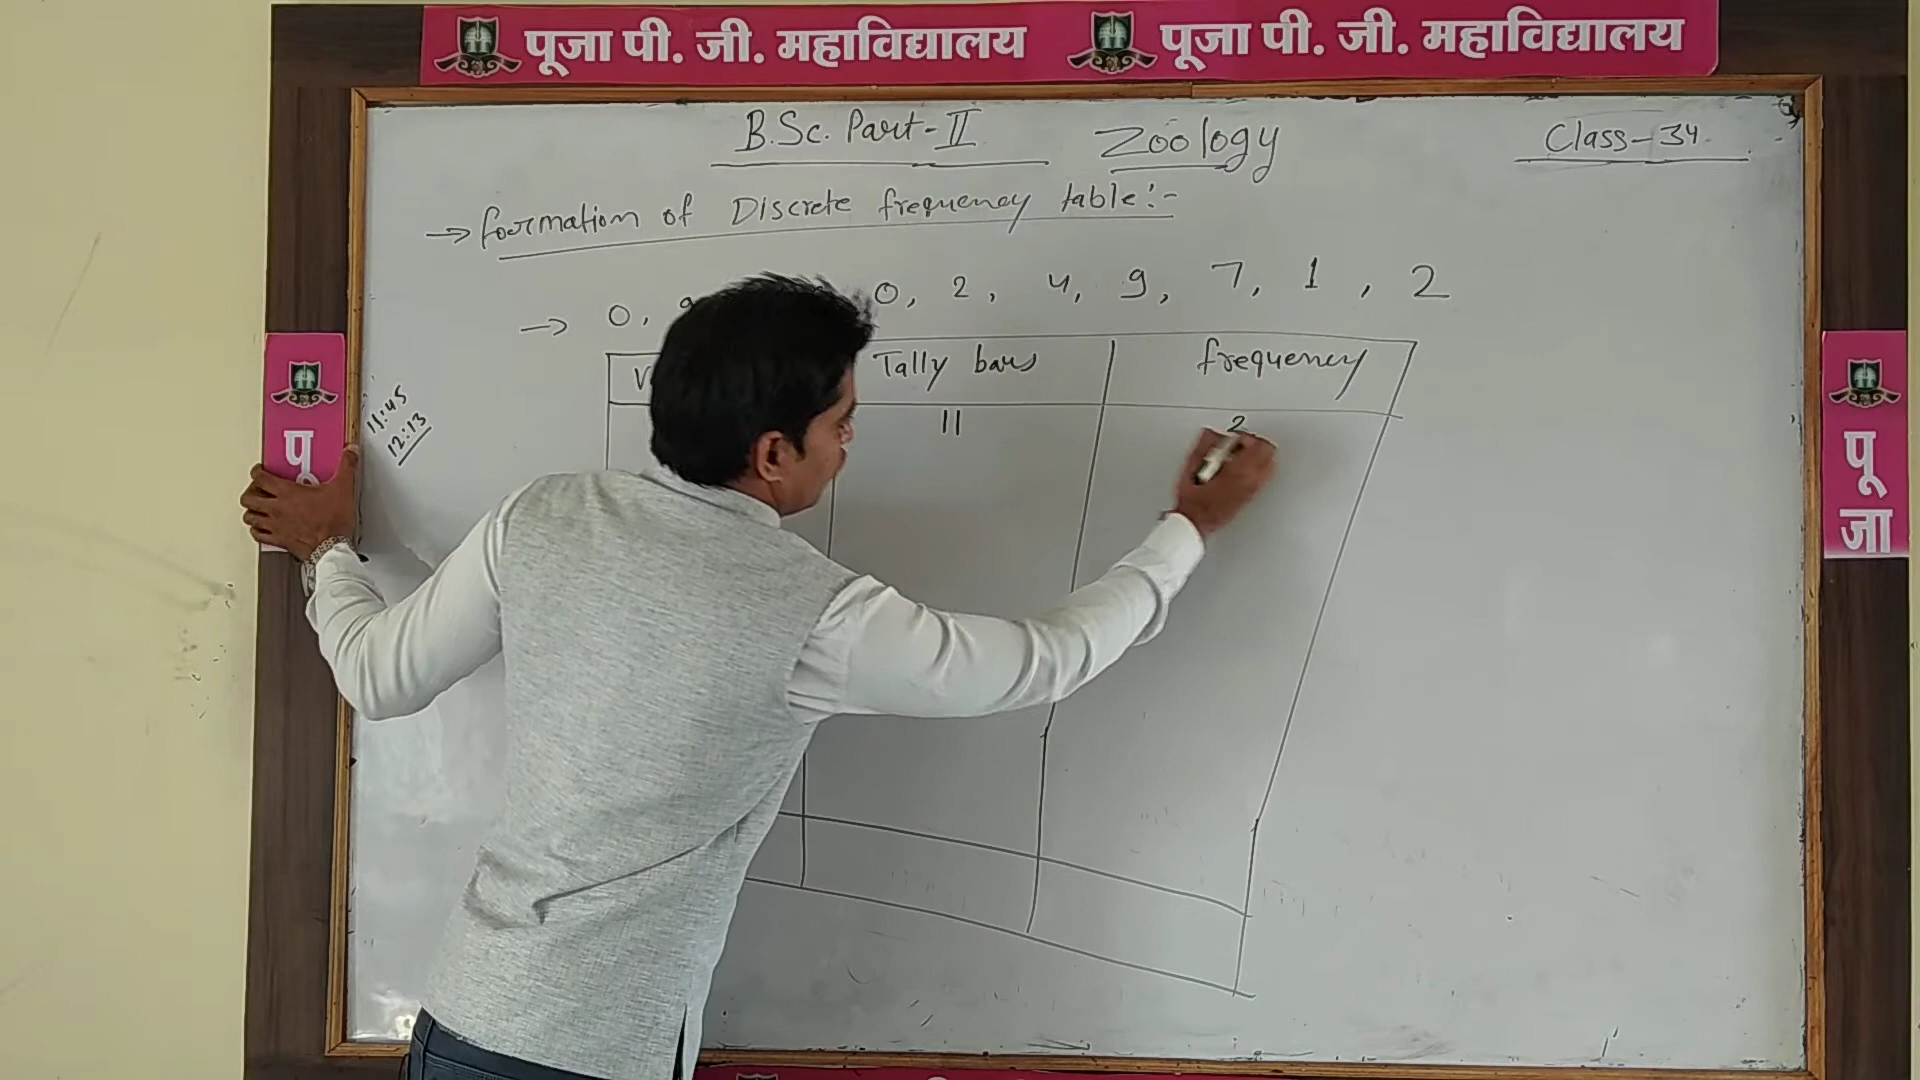 पूजा पी. जी. महाविद्यालय पूजा पी. जी. महाविद्यालय
B.Sc. Part-II Zoology Class-34
→ formation of Discrete frequency table:-
→ 0, 0, 2, 4, 9, 7, 1, 2
Tally bars frequency
|| 2
11:45
12:13
पू
पू
जा